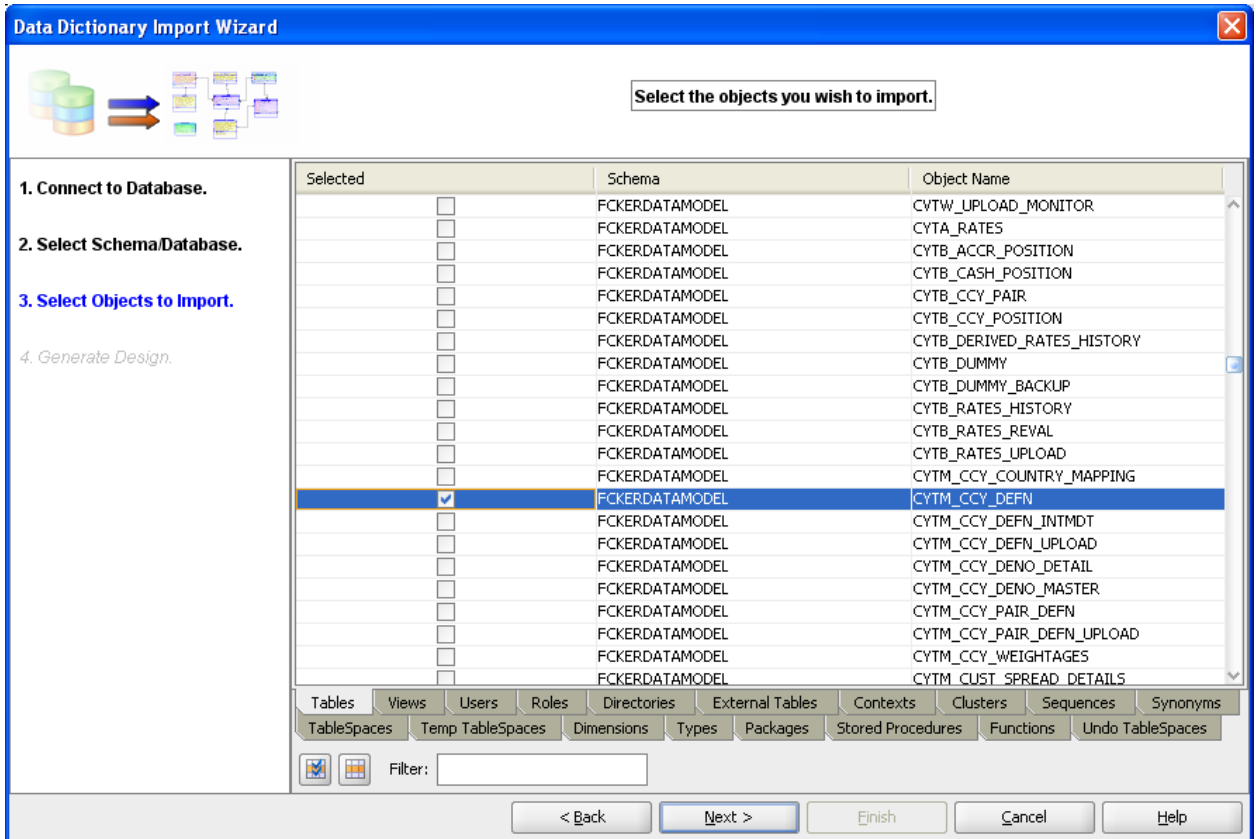 Data Dictionary Import Wizard
Select the objects you wish to import.
1. Connect to Database.
2. Select Schema/Database.
3. Select Objects to Import.
4. Generate Design.
Selected Schema Object Name
FCKERDATAMODEL CVTW_UPLOAD_MONITOR
FCKERDATAMODEL CYTA_RATES
FCKERDATAMODEL CYTB_ACCR_POSITION
FCKERDATAMODEL CYTB_CASH_POSITION
FCKERDATAMODEL CYTB_CCY_PAIR
FCKERDATAMODEL CYTB_CCY_POSITION
FCKERDATAMODEL CYTB_DERIVED_RATES_HISTORY
FCKERDATAMODEL CYTB_DUMMY
FCKERDATAMODEL CYTB_DUMMY_BACKUP
FCKERDATAMODEL CYTB_RATES_HISTORY
FCKERDATAMODEL CYTB_RATES_REVAL
FCKERDATAMODEL CYTB_RATES_UPLOAD
FCKERDATAMODEL CYTM_CCY_COUNTRY_MAPPING
FCKERDATAMODEL CYTM_CCY_DEFN
FCKERDATAMODEL CYTM_CCY_DEFN_INTMDT
FCKERDATAMODEL CYTM_CCY_DEFN_UPLOAD
FCKERDATAMODEL CYTM_CCY_DENO_DETAIL
FCKERDATAMODEL CYTM_CCY_DENO_MASTER
FCKERDATAMODEL CYTM_CCY_PAIR_DEFN
FCKERDATAMODEL CYTM_CCY_PAIR_DEFN_UPLOAD
FCKERDATAMODEL CYTM_CCY_WEIGHTAGES
FCKERDATAMODEL CYTM_CUST_SPREAD_DETAILS
Tables Views Users Roles Directories External Tables Contexts Clusters Sequences Synonyms
TableSpaces Temp TableSpaces Dimensions Types Packages Stored Procedures Functions Undo TableSpaces
Filter:
< Back Next > Finish Cancel Help